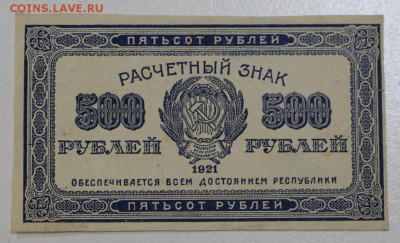 COINS.LAVE.RU
ПЯТЬСОТ РУБЛЕЙ
РАСЧЕТНЫЙ ЗНАК
500 500
РУБЛЕЙ РУБЛЕЙ
1921
ОБЕСПЕЧИВАЕТСЯ ВСЕМ ДОСТОЯНИЕМ РЕСПУБЛИКИ
ПЯТЬСОТ РУБЛЕЙ